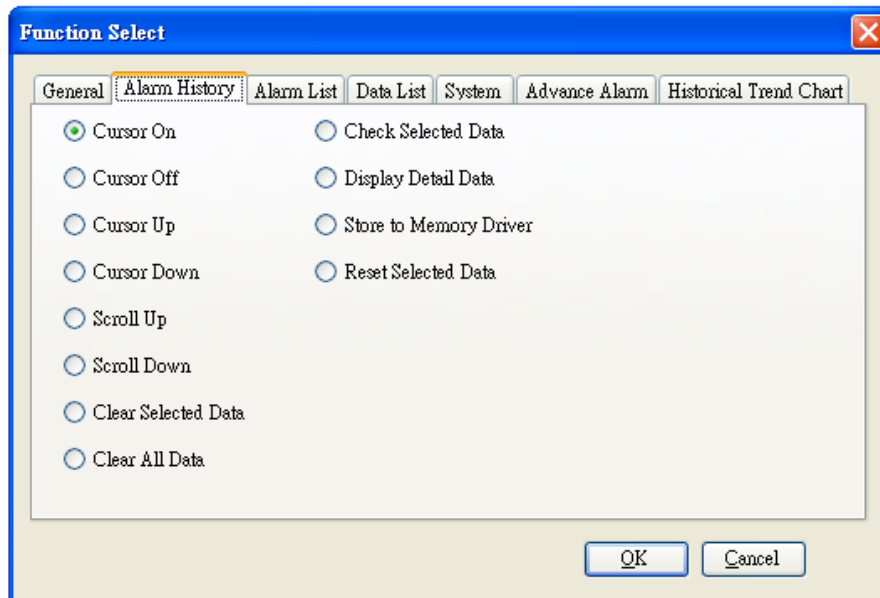 Function Select
General Alarm History Alarm List Data List System Advance Alarm Historical Trend Chart
Cursor On
Cursor Off
Cursor Up
Cursor Down
Scroll Up
Scroll Down
Clear Selected Data
Clear All Data
Check Selected Data
Display Detail Data
Store to Memory Driver
Reset Selected Data
OK Cancel